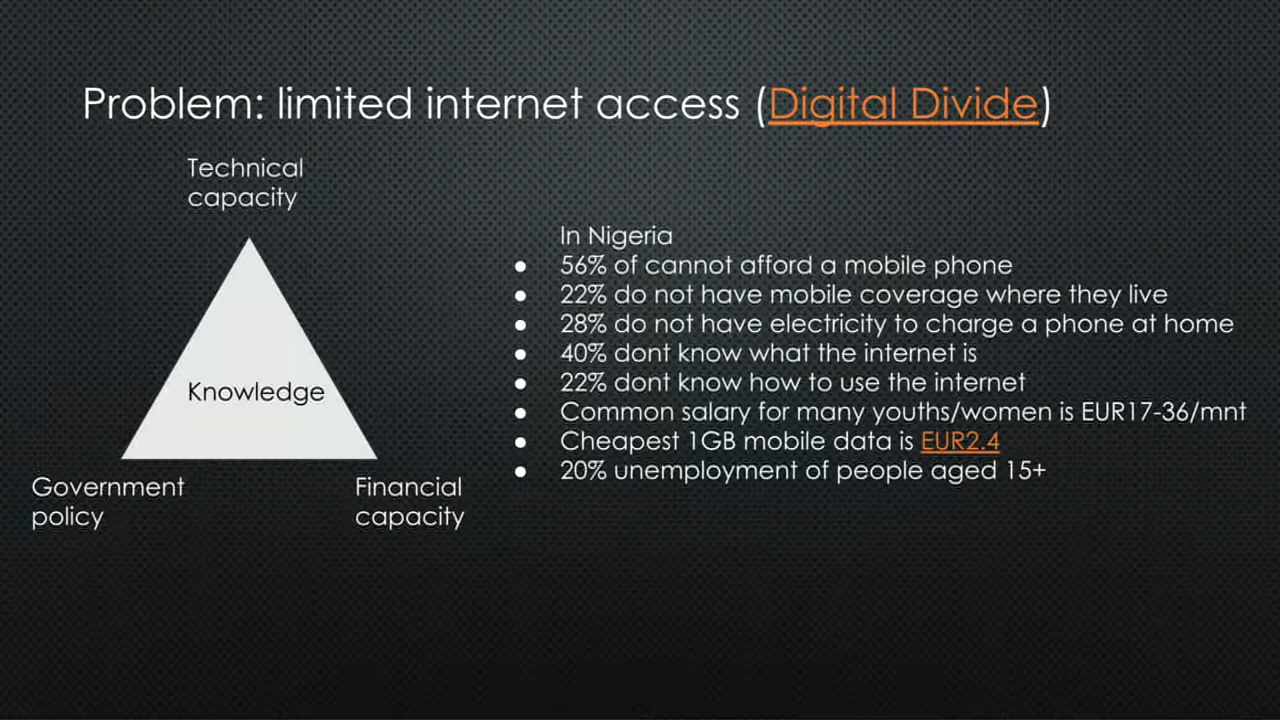 Problem: limited internet access (Digital Divide)
Technical
capacity
Knowledge
Government
policy
Financial
capacity
In Nigeria
● 56% of cannot afford a mobile phone
● 22% do not have mobile coverage where they live
● 28% do not have electricity to charge a phone at home
● 40% dont know what the internet is
● 22% dont know how to use the internet
● Common salary for many youths/women is EUR17-36/mnt
● Cheapest 1GB mobile data is EUR2.4
● 20% unemployment of people aged 15+